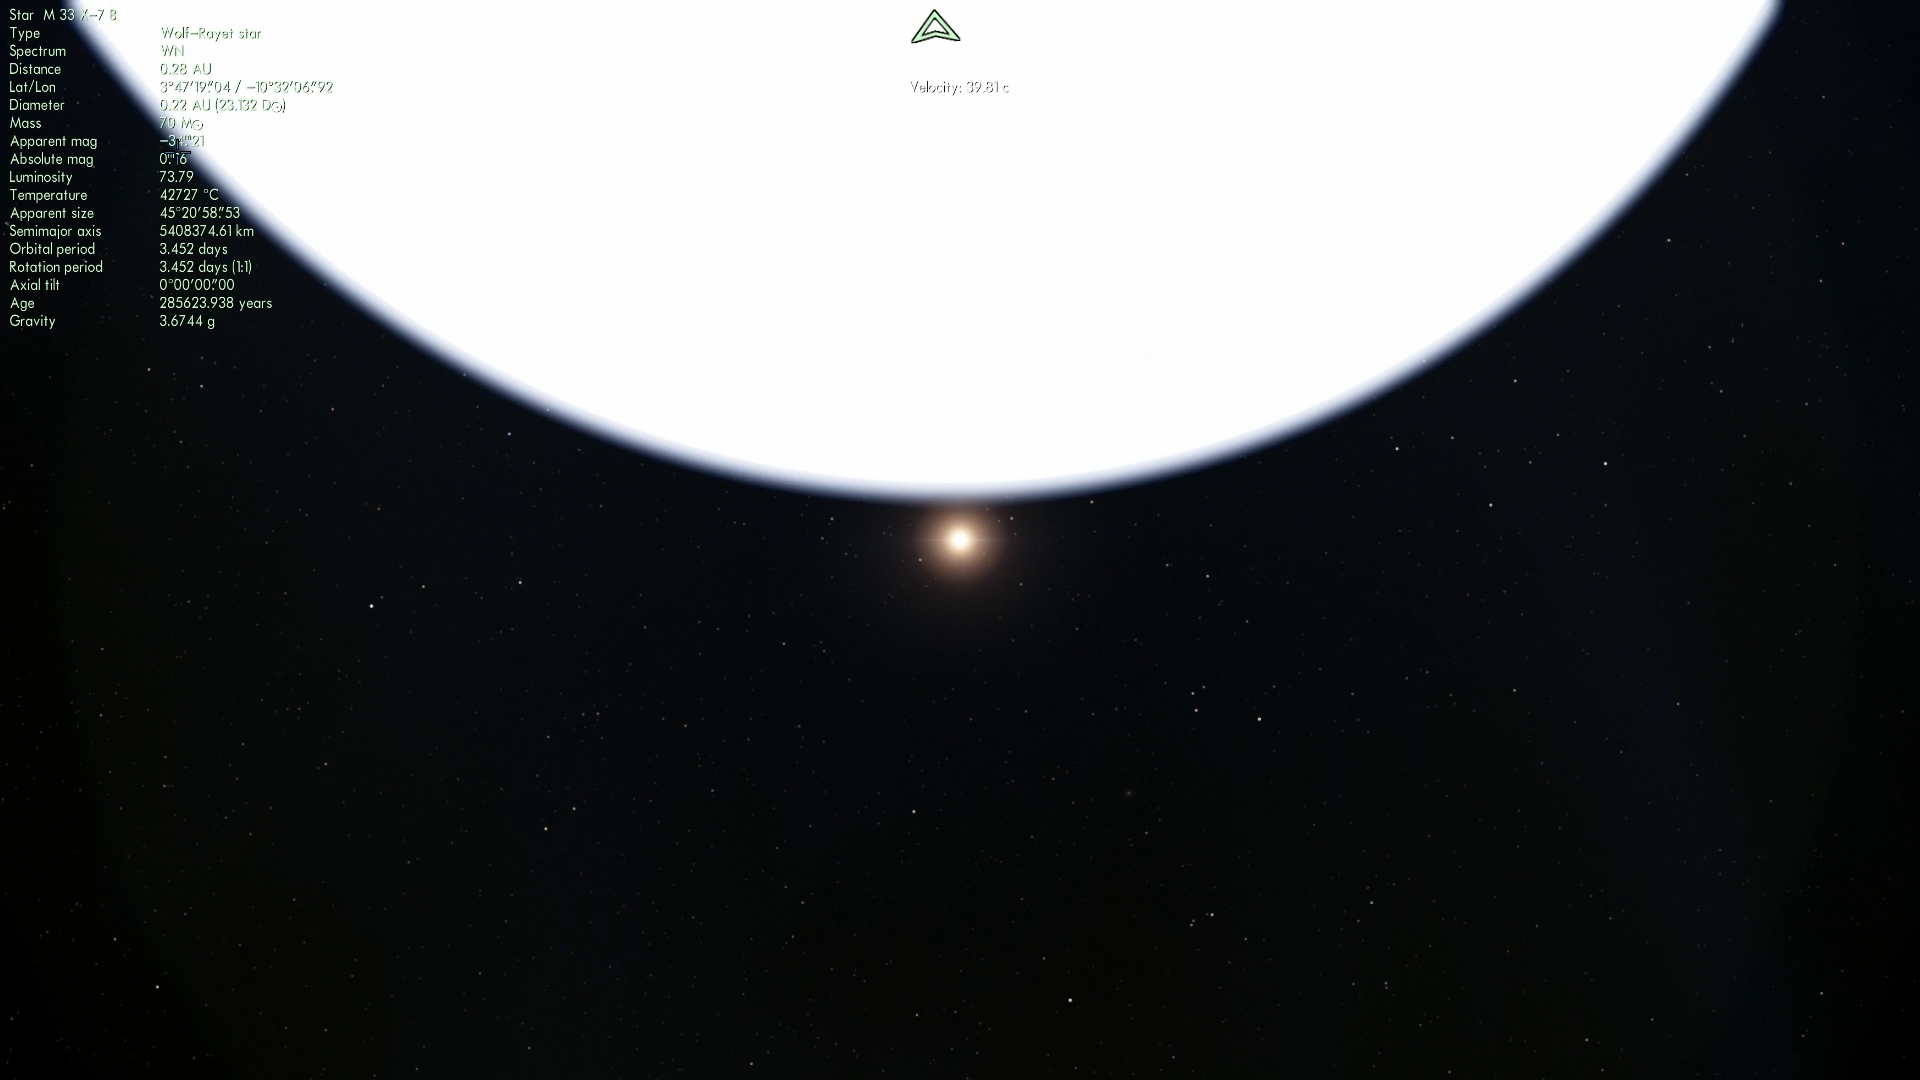 Star M 33 X-7 B
Type Wolf-Rayet star
Spectrum WN
Distance 0.28 AU
Lat/Lon 3°47'19."04 / -10°32'06."92
Diameter 0.22 AU (23.132 D☉)
Mass 70 M☉
Apparent mag
Absolute mag 0.ᵐ16
Luminosity 73.79
Temperature 42727 °C
Apparent size 45°20'58."53
Semimajor axis 5408374.61 km
Orbital period 3.452 days
Rotation period 3.452 days (1:1)
Axial tilt 0°00'00."00
Age 285623.938 years
Gravity 3.6744 g
Velocity: 39.81 c